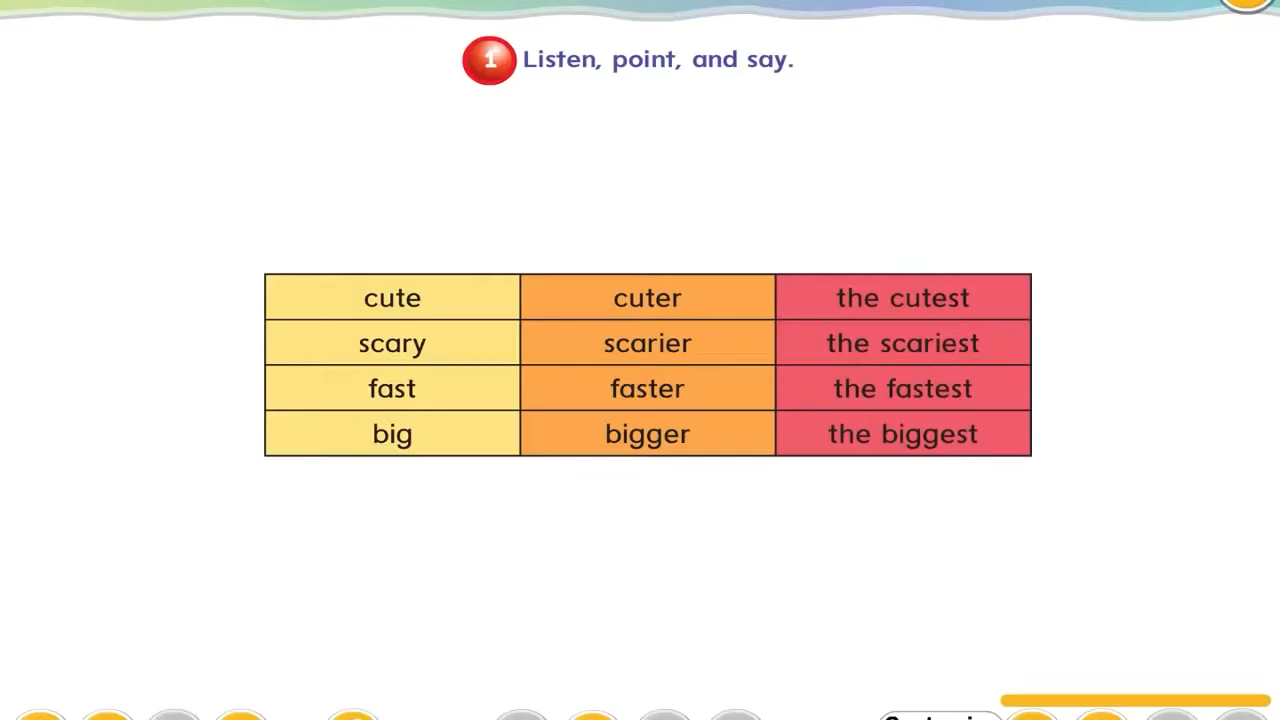 1 Listen, point, and say.
cute cuter the cutest
scary scarier the scariest
fast faster the fastest
big bigger the biggest